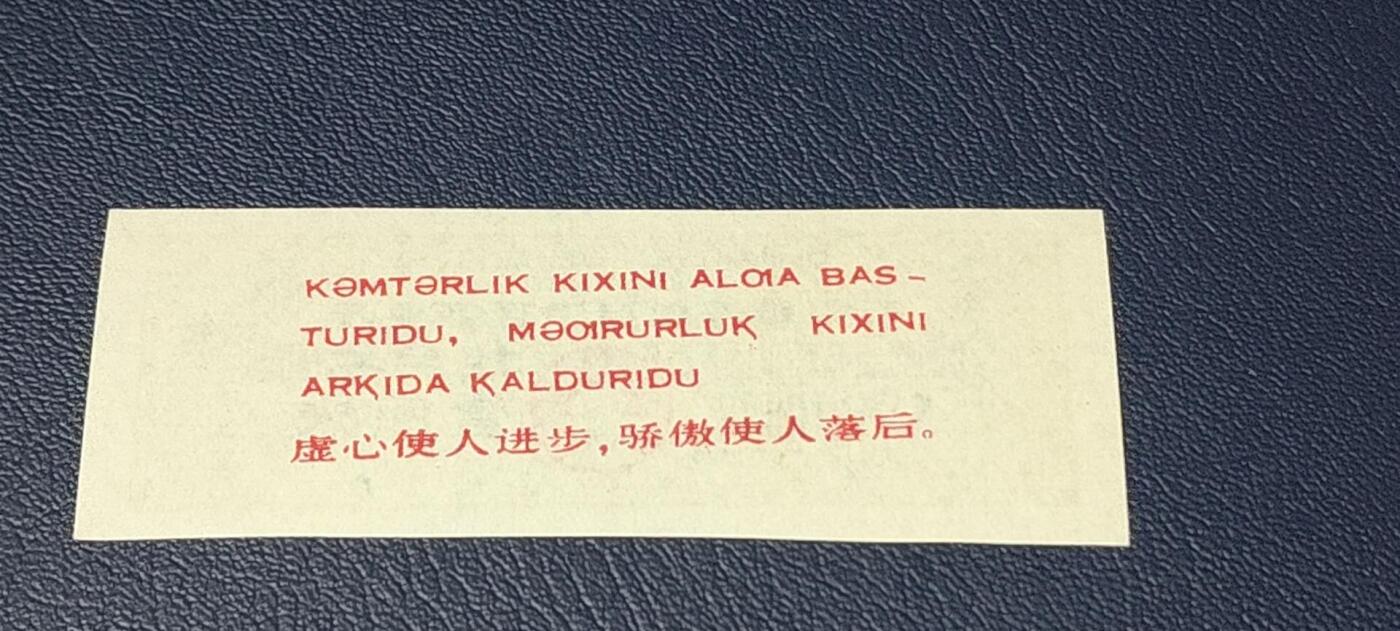 KƏMTƏRLIK KIXINI ALƢA BAS-
TURIDU, MƏƢRURLUⱩ KIXINI
ARⱩIDA ⱩALDURIDU
虚心使人进步,骄傲使人落后。